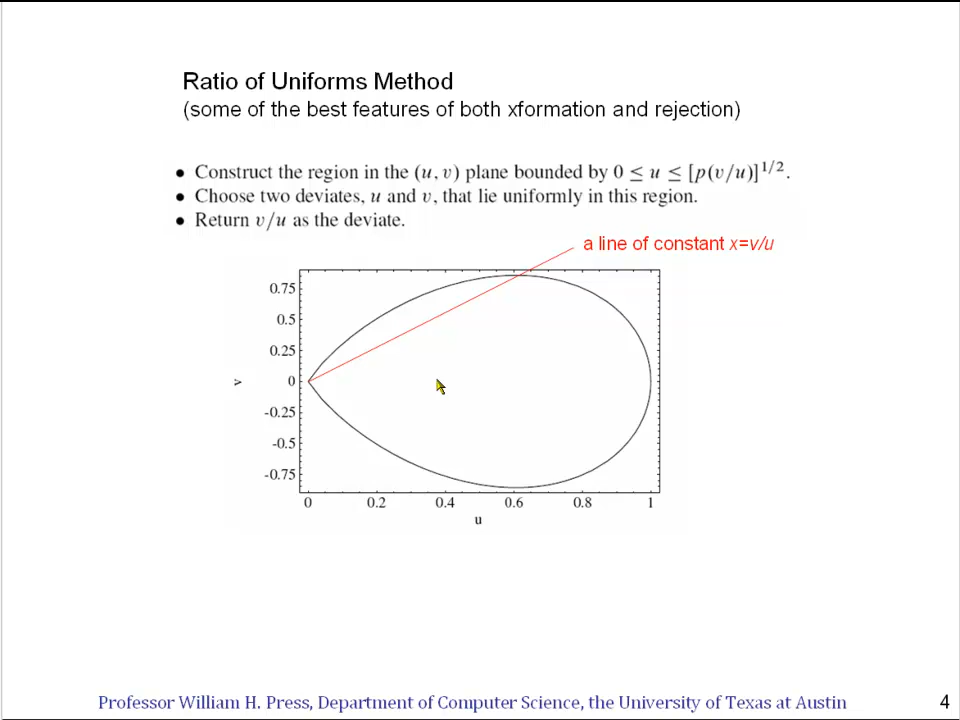 Ratio of Uniforms Method
(some of the best features of both xformation and rejection)
• Construct the region in the (u, v) plane bounded by 0 ≤ u ≤ [p(v/u)]^{1/2}.
• Choose two deviates, u and v, that lie uniformly in this region.
• Return v/u as the deviate.
a line of constant x=v/u
0.75
0.5
0.25
0
-0.25
-0.5
-0.75
v
0 0.2 0.4 0.6 0.8 1
u
Professor William H. Press, Department of Computer Science, the University of Texas at Austin
4